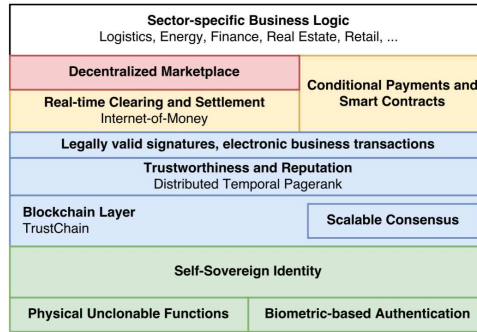 Sector-specific Business Logic
Logistics, Energy, Finance, Real Estate, Retail, ...
Decentralized Marketplace
Real-time Clearing and Settlement
Internet-of-Money
Conditional Payments and
Smart Contracts
Legally valid signatures, electronic business transactions
Trustworthiness and Reputation
Distributed Temporal Pagerank
Blockchain Layer
TrustChain
Scalable Consensus
Self-Sovereign Identity
Physical Unclonable Functions
Biometric-based Authentication